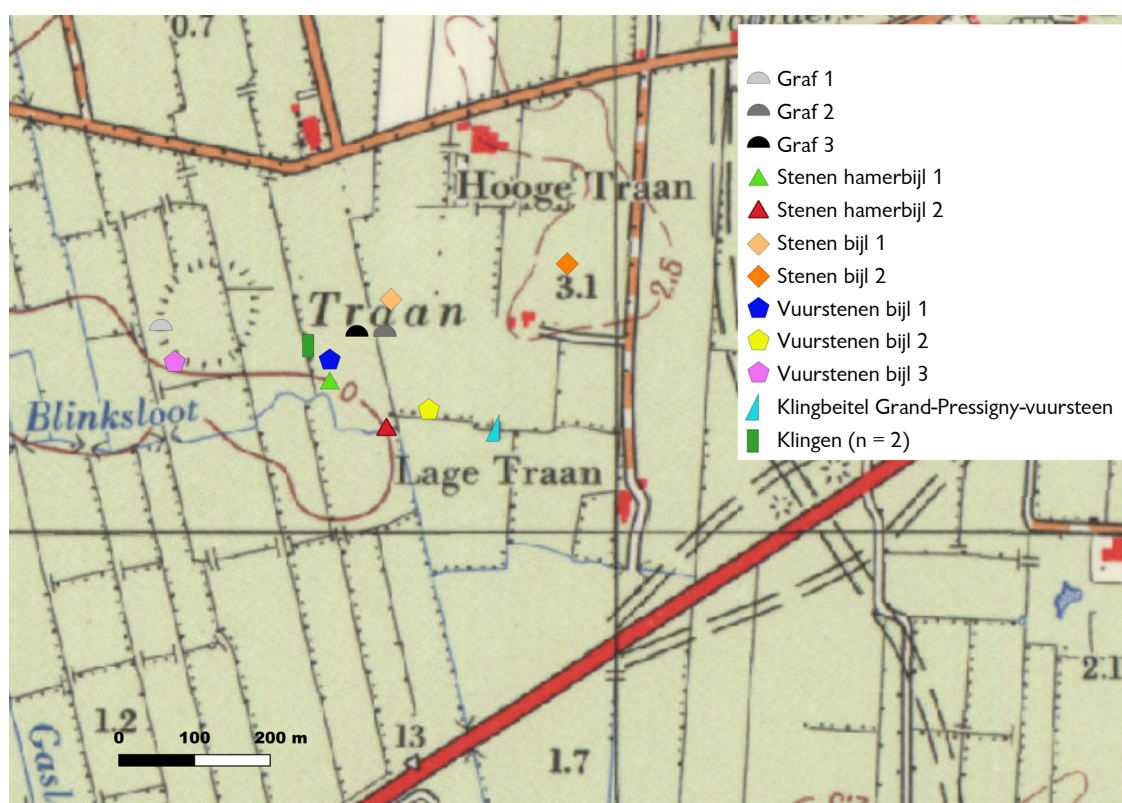 0.7
Graf 1
Graf 2
Graf 3
Stenen hamerbijl 1
Stenen hamerbijl 2
Stenen bijl 1
Stenen bijl 2
Vuurstenen bijl 1
Vuurstenen bijl 2
Vuurstenen bijl 3
Klingbeitel Grand-Pressigny-vuursteen
Klingen (n = 2)
Hooge Traan
3.1
2.5
Traan
0
Blinksloot
Lage Traan
2.1
1.2
0 100 200 m
13
1.7